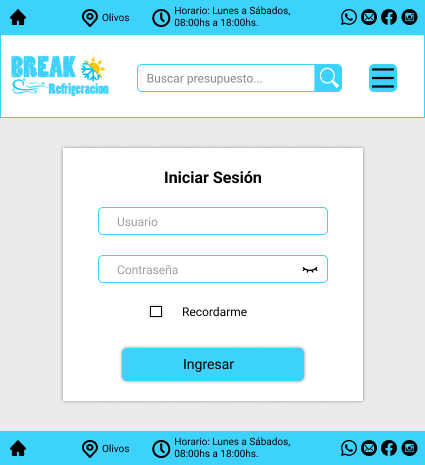 Olivos
Horario: Lunes a Sábados,
08:00hs a 18:00hs.
BREAK
Refrigeracion
Buscar presupuesto...
Iniciar Sesión
Usuario
Contraseña
Recordarme
Ingresar
Olivos
Horario: Lunes a Sábados,
08:00hs a 18:00hs.